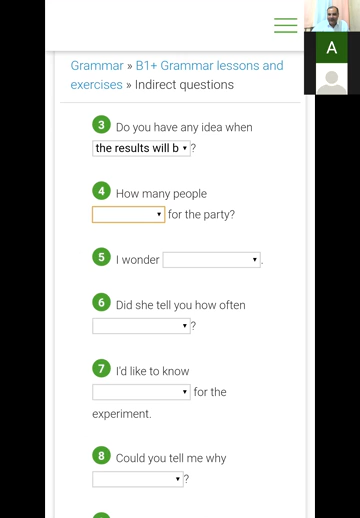 A
Grammar » B1+ Grammar lessons and
exercises » Indirect questions
3 Do you have any idea when
the results will b ?
4 How many people
for the party?
5 I wonder .
6 Did she tell you how often
?
7 I'd like to know
for the
experiment.
8 Could you tell me why
?